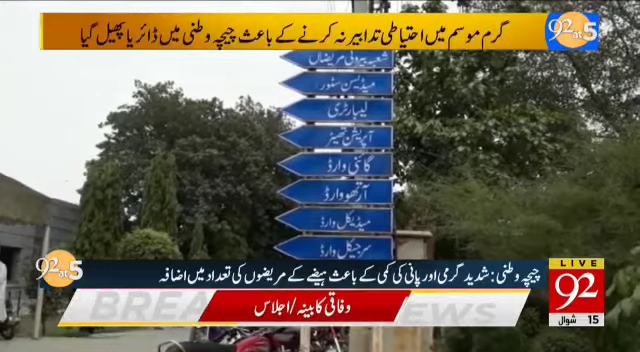 گرم موسم میں احتیاطی تدابیر نہ کرنے کے باعث چیچہ وطنی میں ڈائریا پھیل گیا
92 at 5
شعبہ بیرونی مریضاں
میڈیسن سٹور
لیبارٹری
آپریشن تھیٹر
گائنی وارڈ
آرتھو وارڈ
میڈیکل وارڈ
سرجیکل وارڈ
92 at 5
چیچہ وطنی : شدید گرمی اور پانی کی کمی کے باعث ہیضے کے مریضوں کی تعداد میں اضافہ
LIVE
92
BREA
وفاقی کابینہ/اجلاس
NEWS
15 شوال